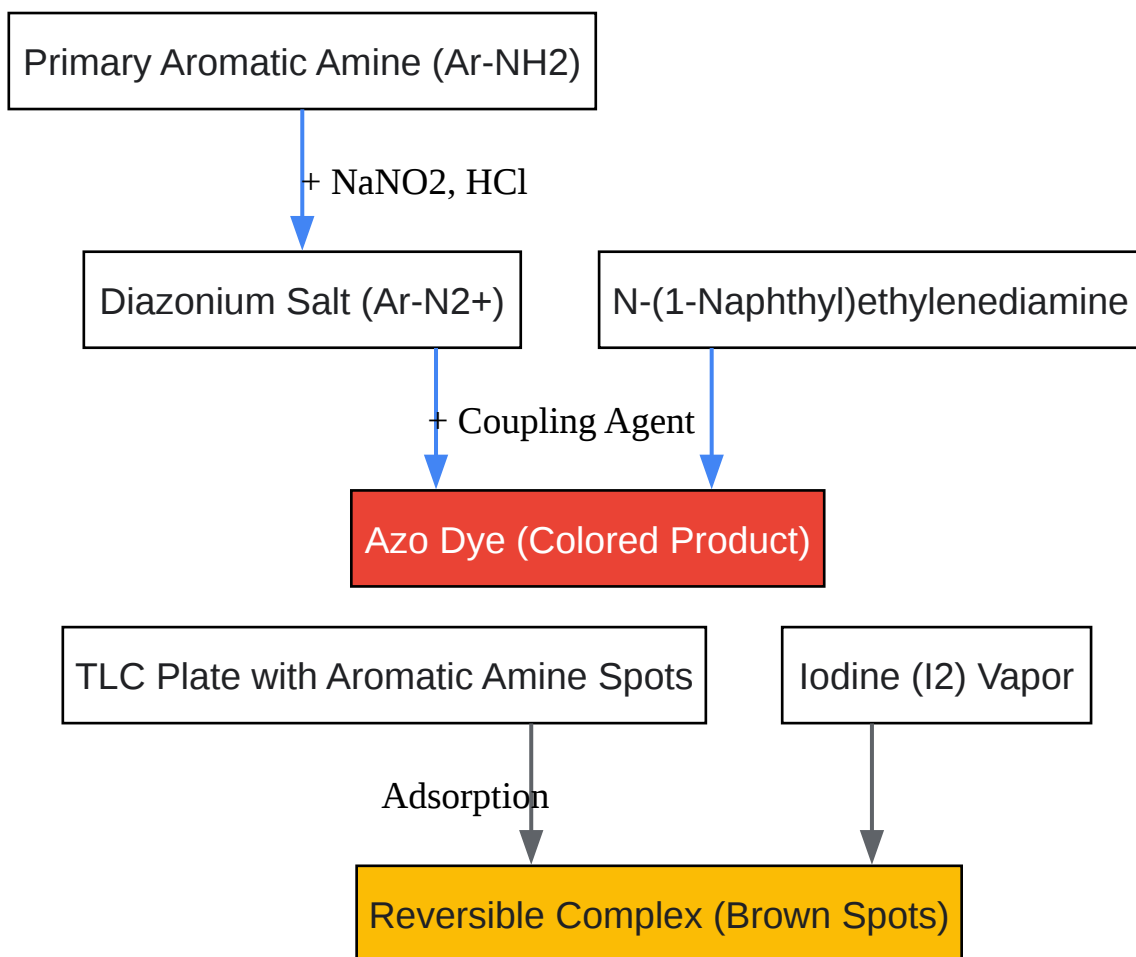 Primary Aromatic Amine (Ar-NH2)
+ NaNO2, HCl
Diazonium Salt (Ar-N2+)
N-(1-Naphthyl)ethylenediamine
+ Coupling Agent
Azo Dye (Colored Product)
TLC Plate with Aromatic Amine Spots
Iodine (I2) Vapor
Adsorption
Reversible Complex (Brown Spots)